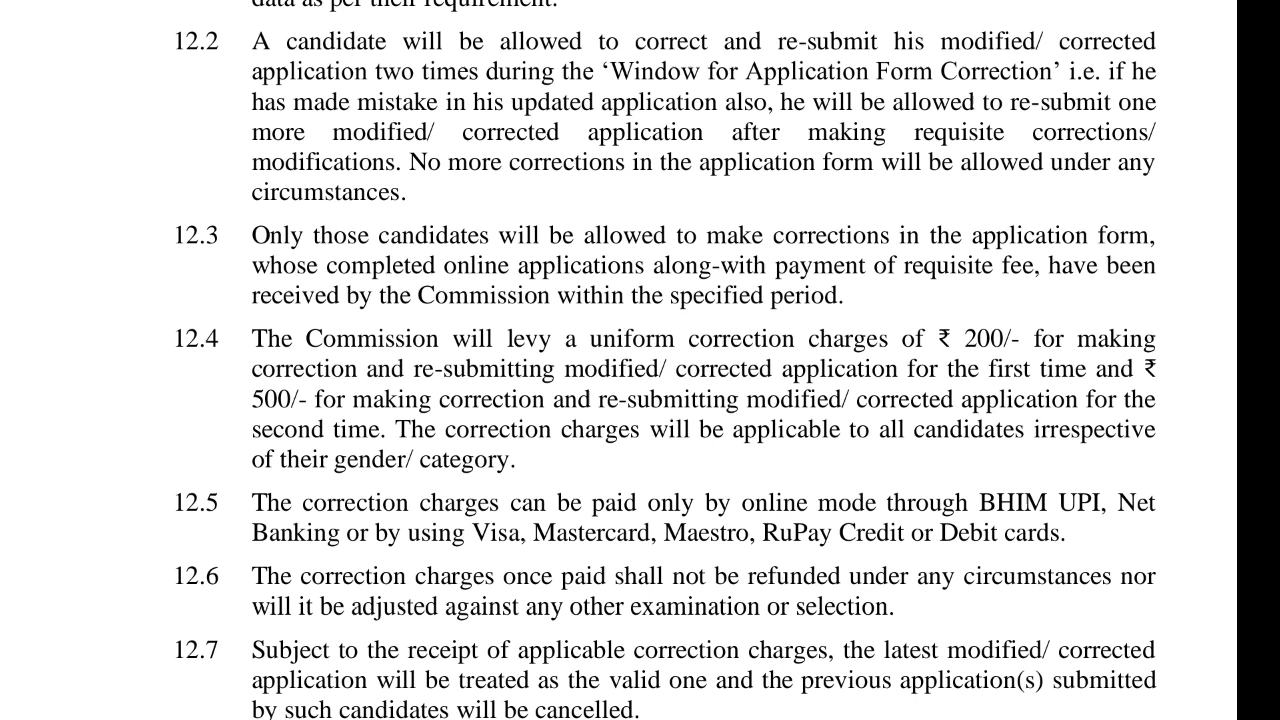 data as per their requirement.
12.2 A candidate will be allowed to correct and re-submit his modified/ corrected
application two times during the ‘Window for Application Form Correction’ i.e. if he
has made mistake in his updated application also, he will be allowed to re-submit one
more modified/ corrected application after making requisite corrections/
modifications. No more corrections in the application form will be allowed under any
circumstances.
12.3 Only those candidates will be allowed to make corrections in the application form,
whose completed online applications along-with payment of requisite fee, have been
received by the Commission within the specified period.
12.4 The Commission will levy a uniform correction charges of ₹ 200/- for making
correction and re-submitting modified/ corrected application for the first time and ₹
500/- for making correction and re-submitting modified/ corrected application for the
second time. The correction charges will be applicable to all candidates irrespective
of their gender/ category.
12.5 The correction charges can be paid only by online mode through BHIM UPI, Net
Banking or by using Visa, Mastercard, Maestro, RuPay Credit or Debit cards.
12.6 The correction charges once paid shall not be refunded under any circumstances nor
will it be adjusted against any other examination or selection.
12.7 Subject to the receipt of applicable correction charges, the latest modified/ corrected
application will be treated as the valid one and the previous application(s) submitted
by such candidates will be cancelled.